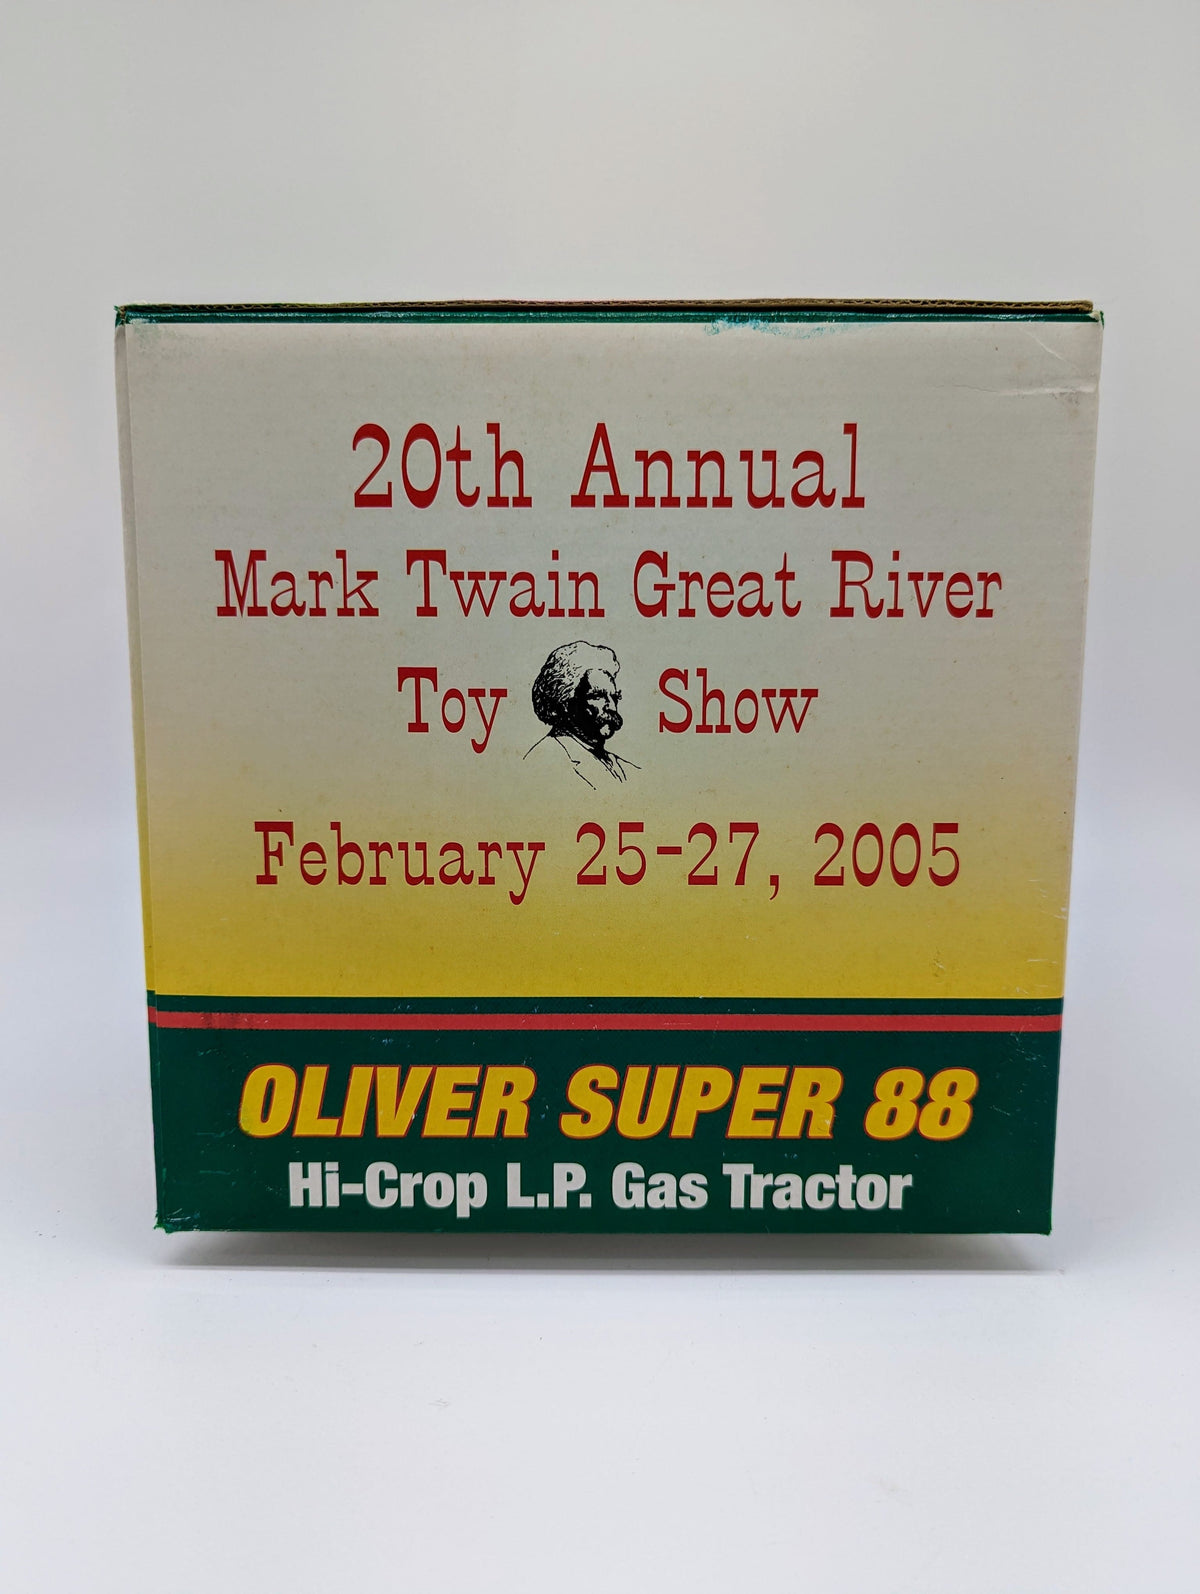 20th Annual
Mark Twain Great River
Toy Show
February 25-27, 2005
OLIVER SUPER 88
Hi-Crop L.P. Gas Tractor